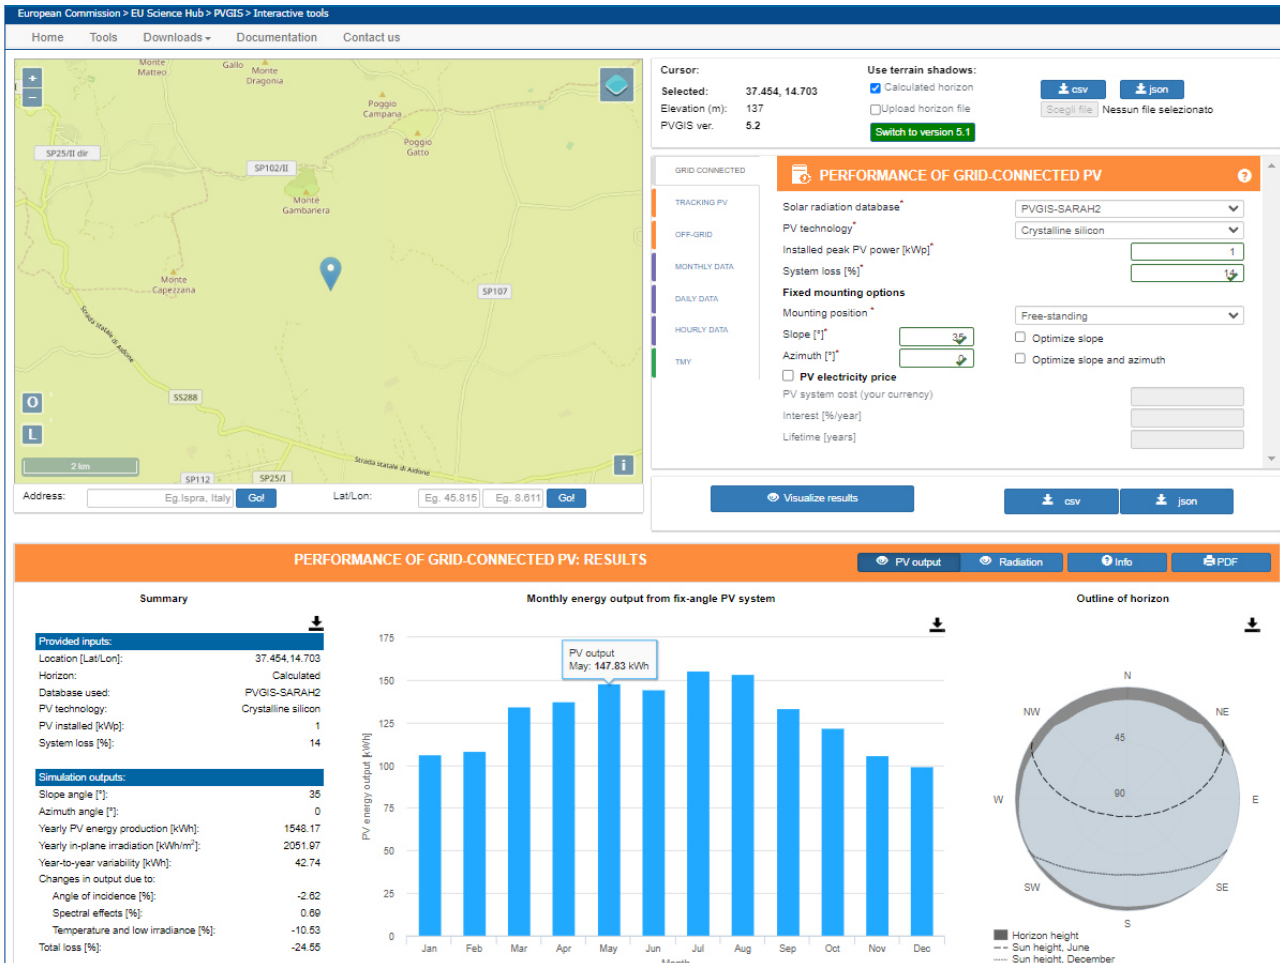 European Commission > EU Science Hub > PVGIS > Interactive tools
Home Tools Downloads Documentation Contact us
Monte Matteo
Gallo Monte Dragonia
Poggio Campana
Poggio Gatto
SP25/II dir
SP102/II
Monte Gambanera
Monte Capezzana
SP107
Strada statale di Aidone
SS288
Strada statale di Aidone
SP112
SP25/I
+
−
O
L
i
2 km
Address: Eg.Ispra, Italy Go! Lat/Lon: Eg. 45.815 Eg. 8.611 Go!
Cursor:
Selected: 37.454, 14.703
Elevation (m): 137
PVGIS ver. 5.2
Use terrain shadows:
Calculated horizon
Upload horizon file
Switch to version 5.1
csv json
Scegli file Nessun file selezionato
GRID CONNECTED
TRACKING PV
OFF-GRID
MONTHLY DATA
DAILY DATA
HOURLY DATA
TMY
PERFORMANCE OF GRID-CONNECTED PV ?
Solar radiation database* PVGIS-SARAH2
PV technology* Crystalline silicon
Installed peak PV power [kWp]* 1
System loss [%]* 14
Fixed mounting options
Mounting position * Free-standing
Slope [°]* 35 Optimize slope
Azimuth [°]* 0 Optimize slope and azimuth
PV electricity price
PV system cost (your currency)
Interest [%/year]
Lifetime [years]
Visualize results csv json
PERFORMANCE OF GRID-CONNECTED PV: RESULTS PV output Radiation Info PDF
Summary
Provided inputs:
Location [Lat/Lon]: 37.454,14.703
Horizon: Calculated
Database used: PVGIS-SARAH2
PV technology: Crystalline silicon
PV installed [kWp]: 1
System loss [%]: 14
Simulation outputs:
Slope angle [°]: 35
Azimuth angle [°]: 0
Yearly PV energy production [kWh]: 1548.17
Yearly in-plane irradiation [kWh/m²]: 2051.97
Year-to-year variability [kWh]: 42.74
Changes in output due to:
Angle of incidence [%]: -2.62
Spectral effects [%]: 0.69
Temperature and low irradiance [%]: -10.53
Total loss [%]: -24.55
Monthly energy output from fix-angle PV system
PV energy output [kWh]
175
150
125
100
75
50
25
0
PV output
May: 147.83 kWh
Jan Feb Mar Apr May Jun Jul Aug Sep Oct Nov Dec
Month
Outline of horizon
N
NW NE
45
W 90 E
SW SE
S
Horizon height
Sun height, June
Sun height, December